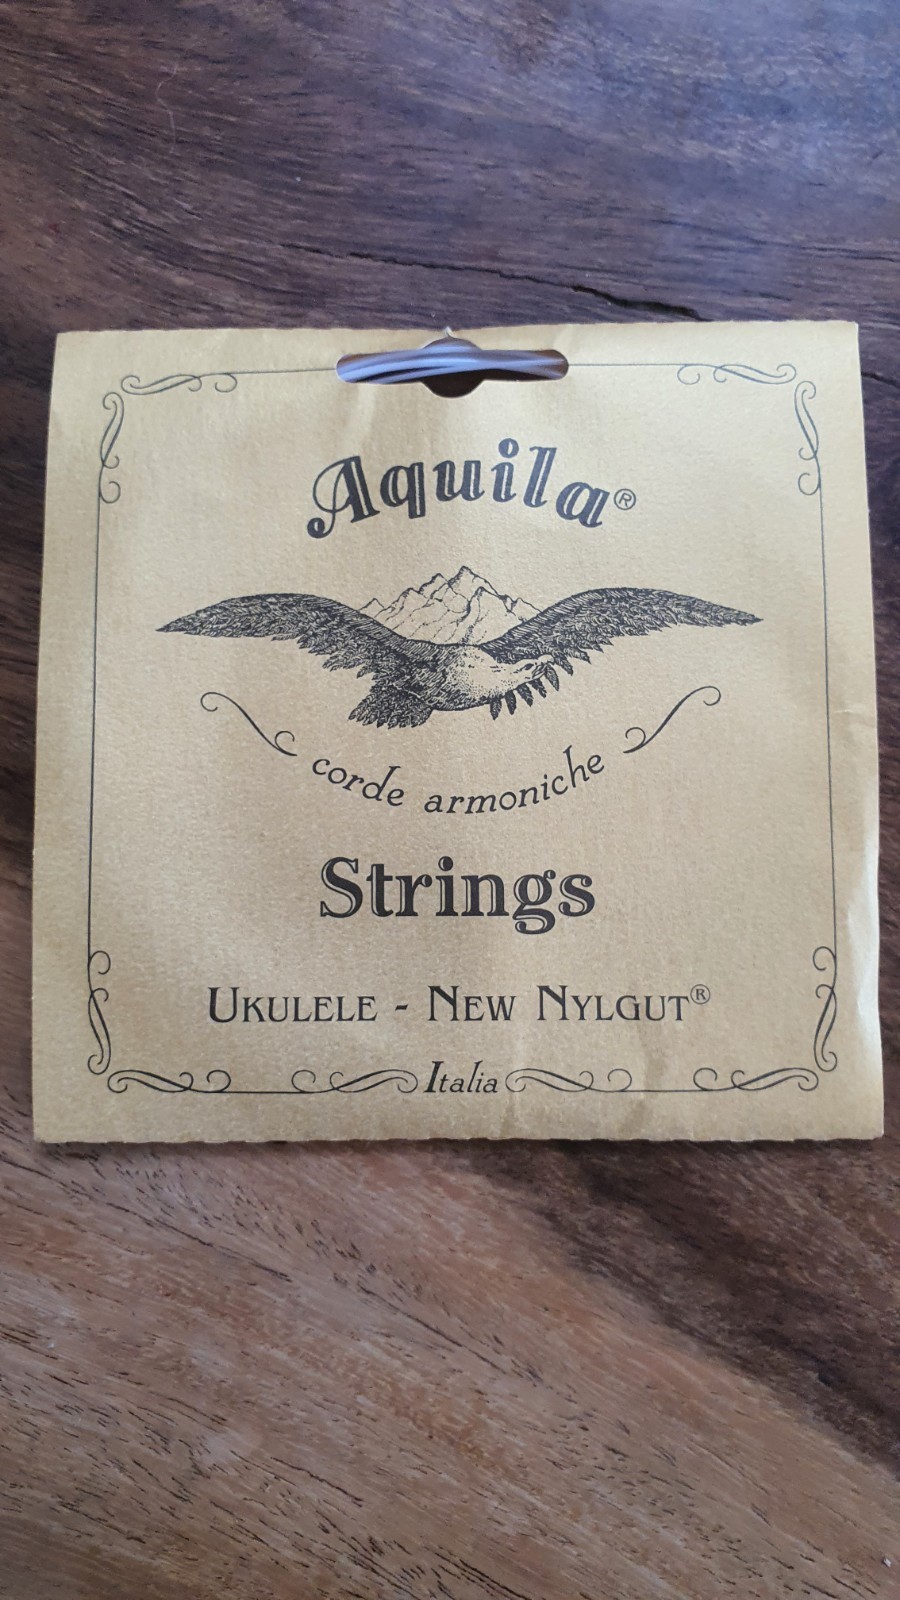 Aquila®
corde armoniche
Strings
UKULELE - NEW NYLGUT®
Italia